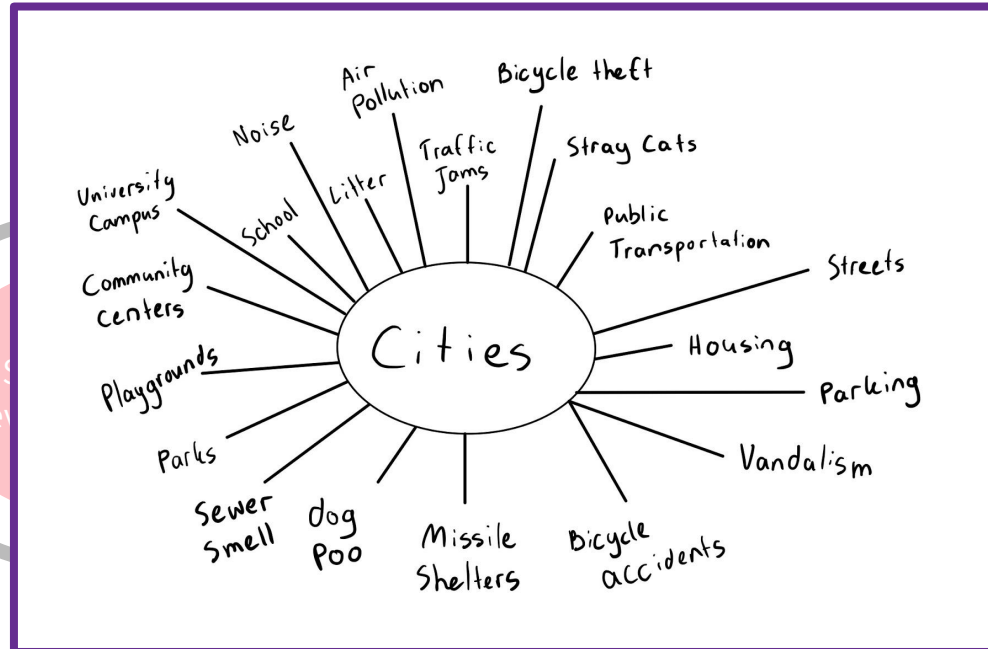 Air
Pollution
Bicycle theft
Noise
Traffic
Jams
Stray Cats
University
Campus
School
Litter
Public
Transportation
Community
Centers
Streets
Cities
Housing
Playgrounds
Parking
Parks
Vandalism
Sewer
Smell
dog
Poo
Missile
Shelters
Bicycle
accidents